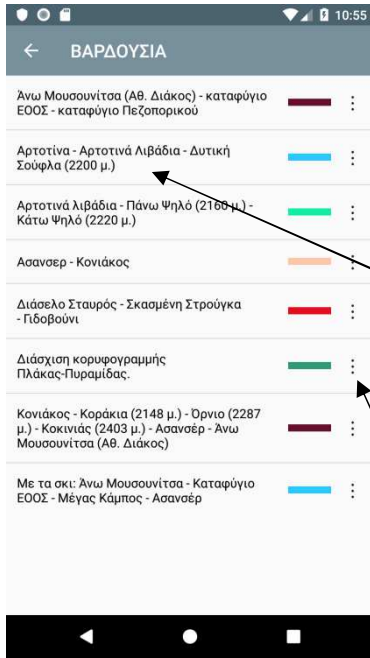 10:55
ΒΑΡΔΟΥΣΙΑ
Άνω Μουσουνίτσα (Αθ. Διάκος) - καταφύγιο
ΕΟΟΣ - καταφύγιο Πεζοπορικού
Αρτοτίνα - Αρτοτινά Λιβάδια - Δυτική
Σούφλα (2200 μ.)
Αρτοτινά λιβάδια - Πάνω Ψηλό (2160 μ.) -
Κάτω Ψηλό (2220 μ.)
Ασανσερ - Κονιάκος
Διάσελο Σταυρός - Σκασμένη Στρούγκα
- Γιδοβούνι
Διάσχιση κορυφογραμμής
Πλάκας-Πυραμίδας.
Κονιάκος - Κοράκια (2148 μ.) - Όρνιο (2287
μ.) - Κοκινιάς (2403 μ.) - Ασανσέρ - Άνω
Μουσουνίτσα (Αθ. Διάκος)
Με τα σκι: Άνω Μουσουνίτσα - Καταφύγιο
ΕΟΟΣ - Μέγας Κάμπος - Ασανσέρ